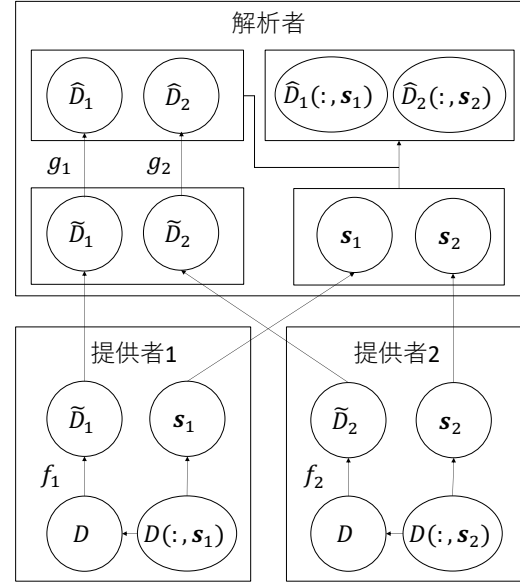 解析者
D̂₁ D̂₂ D̂₁(:, s₁) D̂₂(:, s₂)
g₁ g₂
D̃₁ D̃₂ s₁ s₂
提供者1 提供者2
D̃₁ s₁ D̃₂ s₂
f₁ f₂
D D(:, s₁) D D(:, s₂)